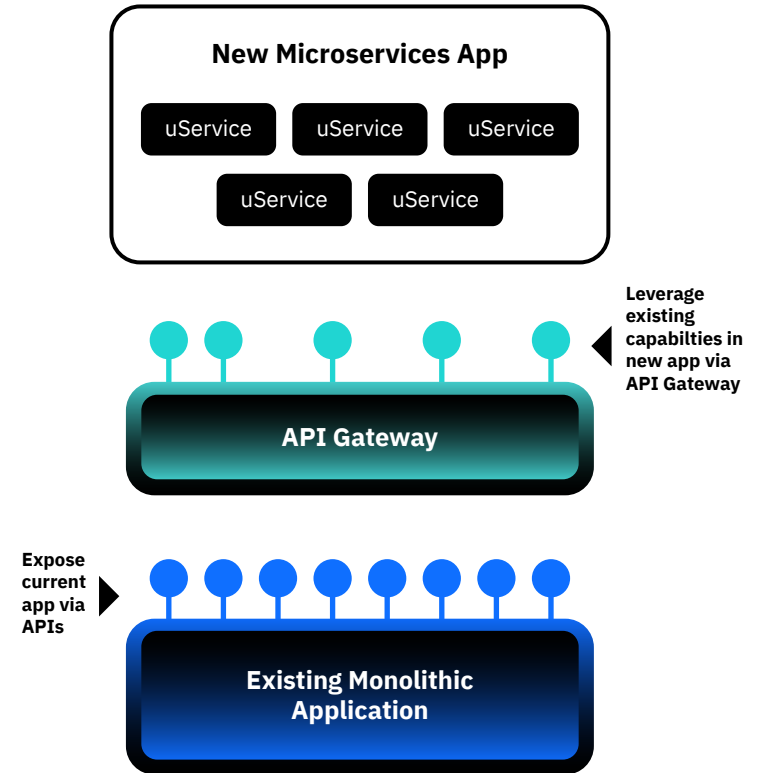 New Microservices App
uService
uService
uService
uService
uService
Leverage
existing
capabilties in
new app via
API Gateway
API Gateway
Expose
current
app via
APIs
Existing Monolithic
Application